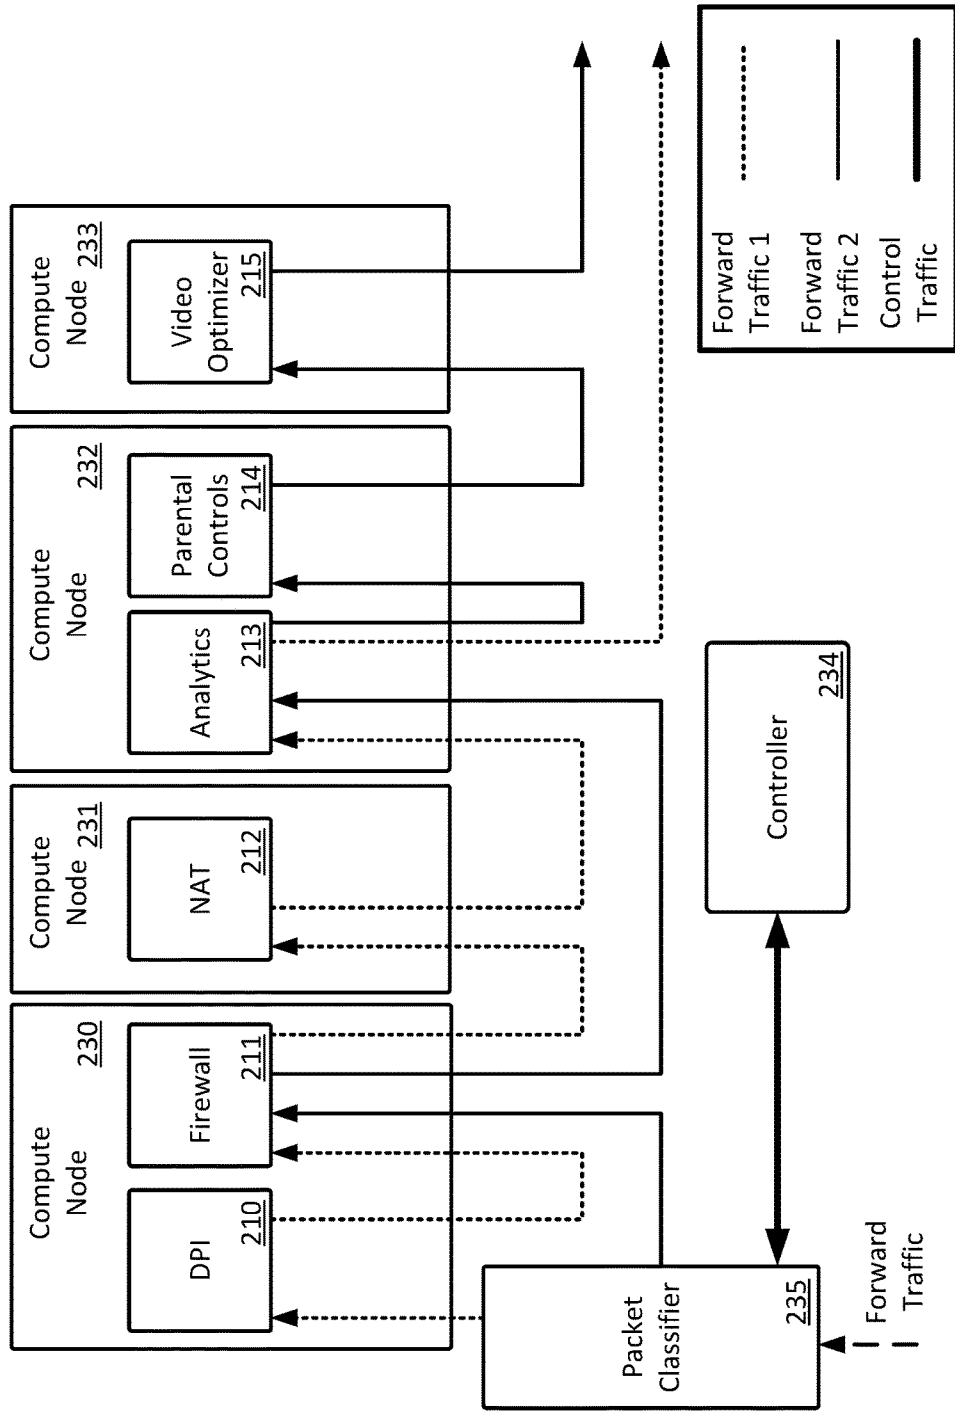 Compute
Node
230
DPI
210
Firewall
211
Compute
Node 231
NAT
212
Compute
Node
232
Analytics
213
Parental
Controls
214
Compute
Node 233
Video
Optimizer
215
Packet
Classifier
235
Forward
Traffic
Controller
234
Forward
Traffic 1
Forward
Traffic 2
Control
Traffic